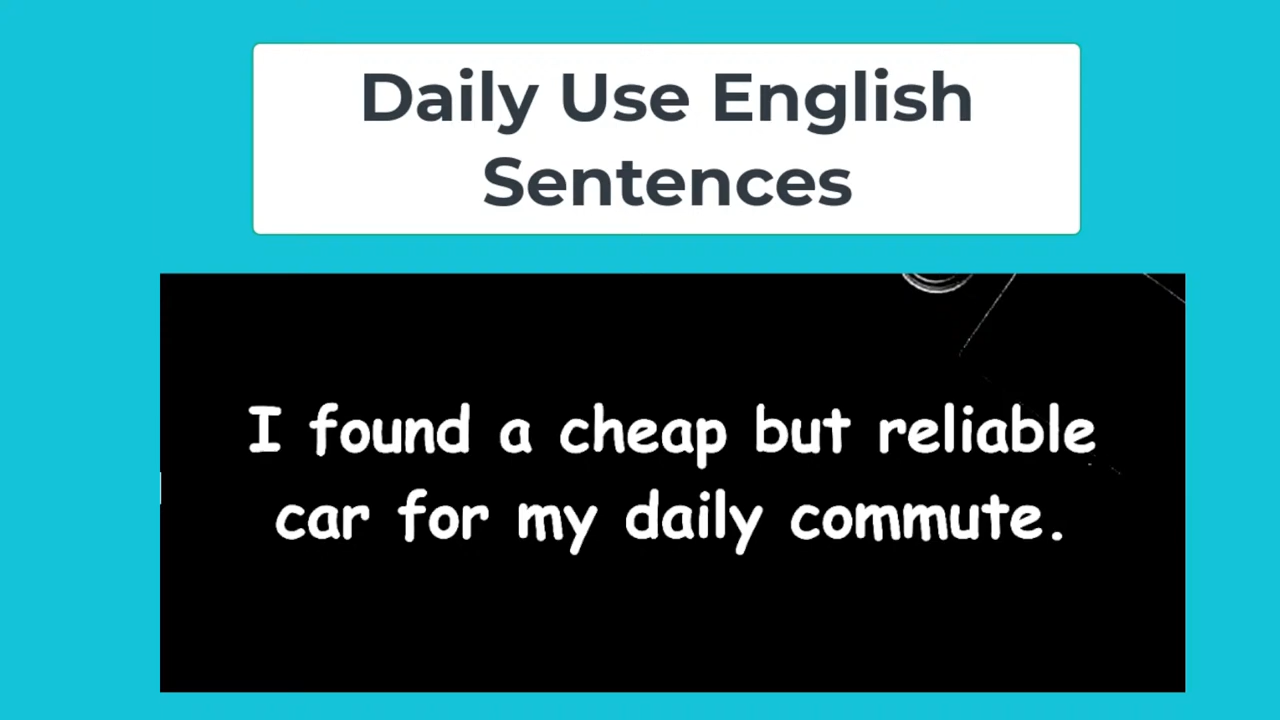 Daily Use English
Sentences
I found a cheap but reliable
car for my daily commute.